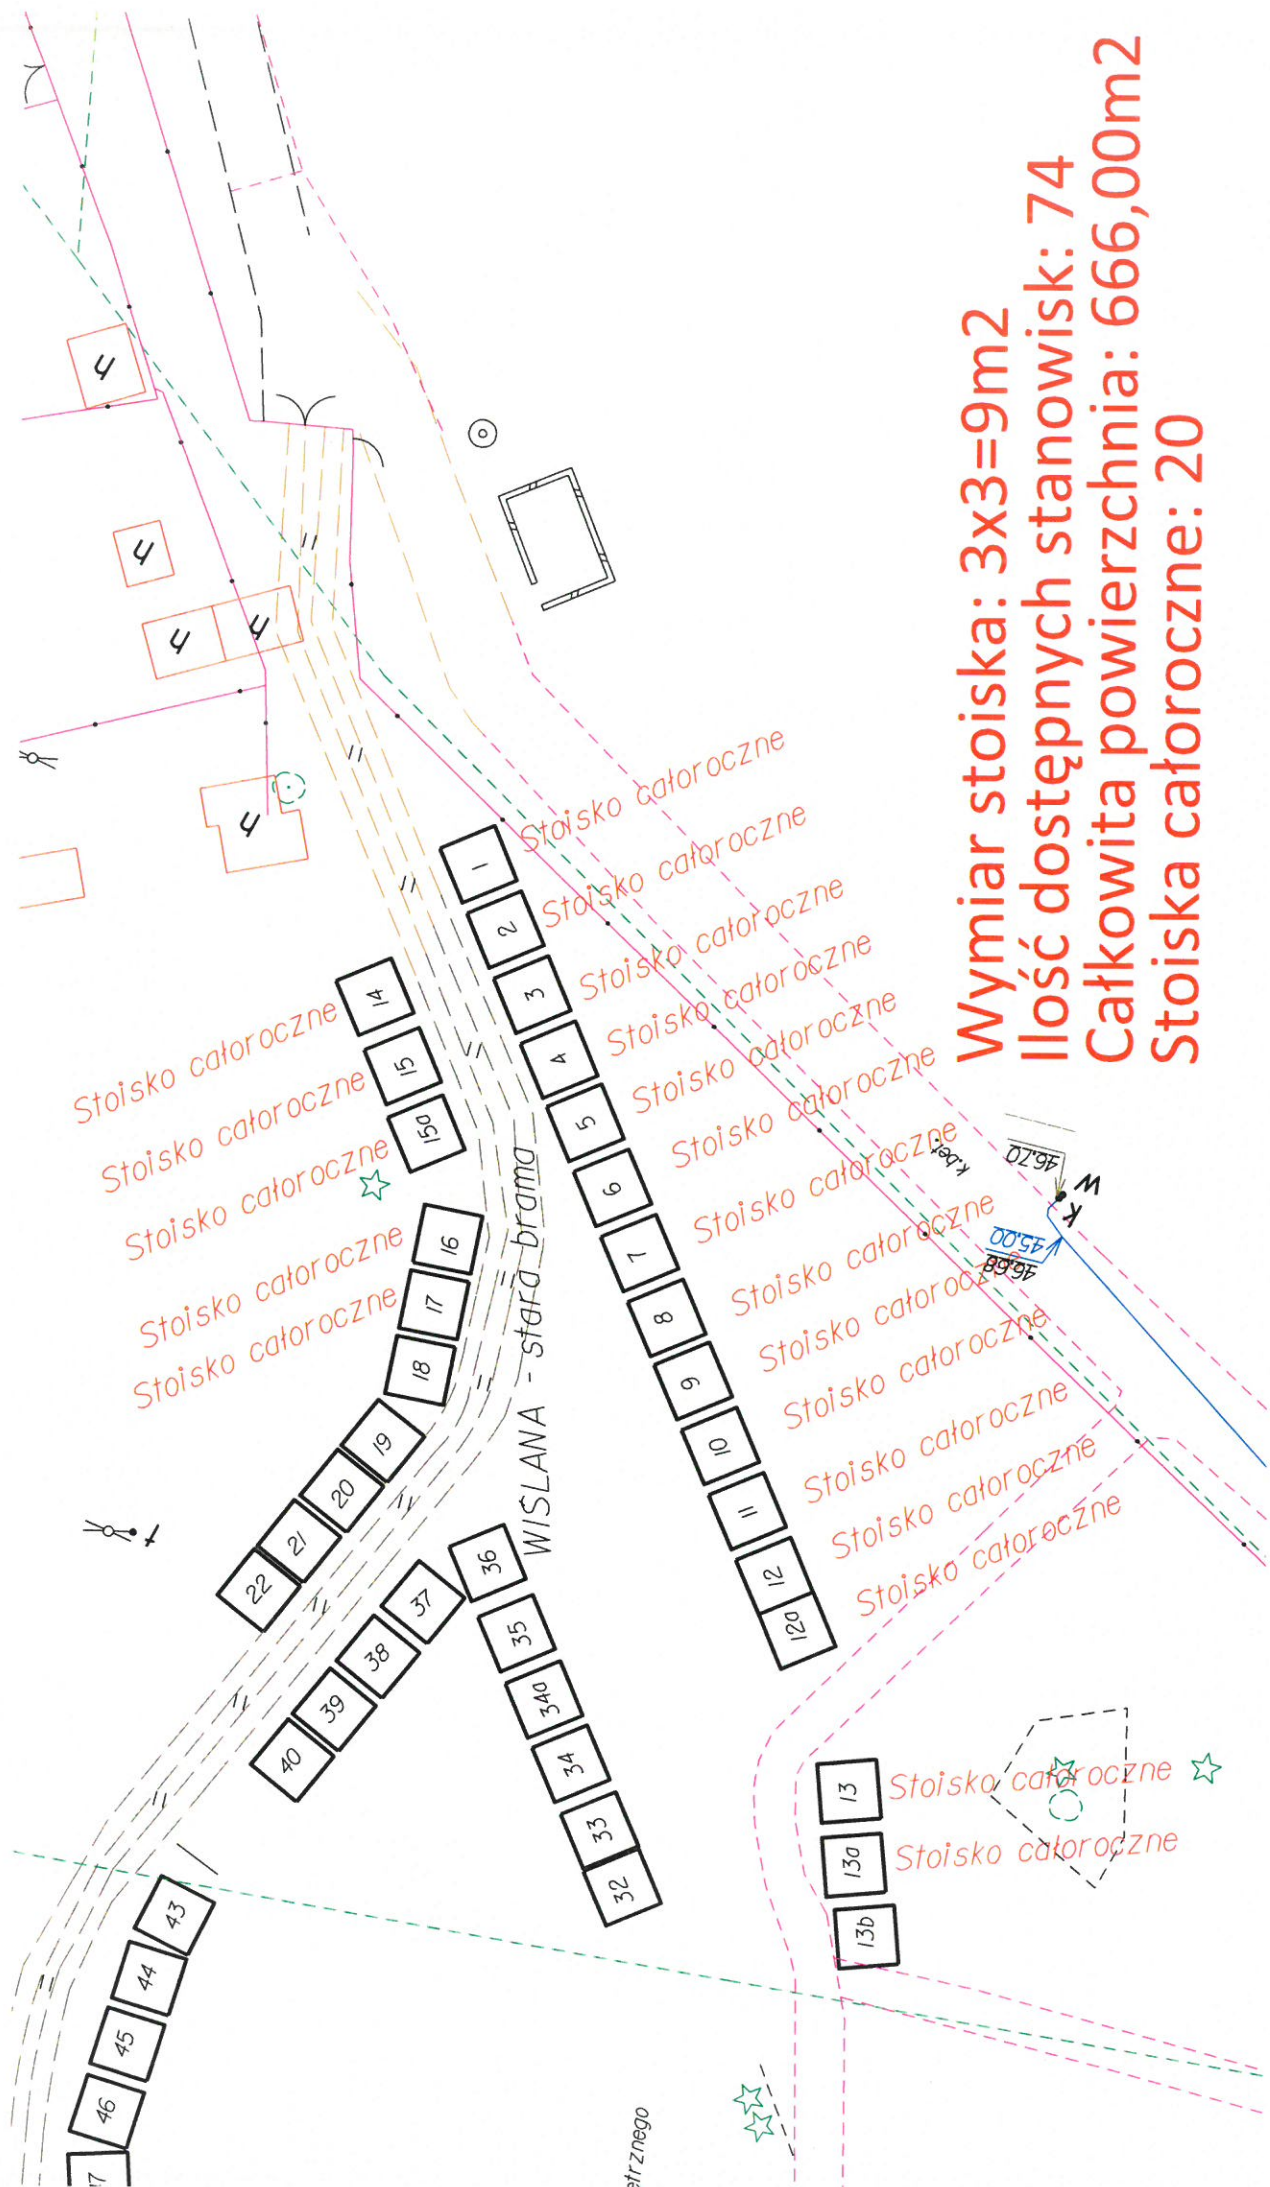 Wymiar stoiska: 3x3=9m2
Ilość dostępnych stanowisk: 74
Całkowita powierzchnia: 666,00m2
Stoiska całoroczne: 20
1 Stoisko całoroczne
2 Stoisko całoroczne
3 Stoisko całoroczne
4 Stoisko całoroczne
5 Stoisko całoroczne
6 Stoisko całoroczne
7 Stoisko całoroczne
8 Stoisko całoroczne
9 Stoisko całoroczne
10 Stoisko całoroczne
11 Stoisko całoroczne
12 Stoisko całoroczne
12a Stoisko całoroczne
13 Stoisko całoroczne
13a Stoisko całoroczne
13b
Stoisko całoroczne 14
Stoisko całoroczne 15
Stoisko całoroczne 15a
Stoisko całoroczne 16
Stoisko całoroczne 17
18
19
20
21
22
WIŚLANA - stara brama
36
35
34a
34
33
32
37
38
39
40
43
44
45
46
k.bet.
46.70
K
W
45.00
46.68